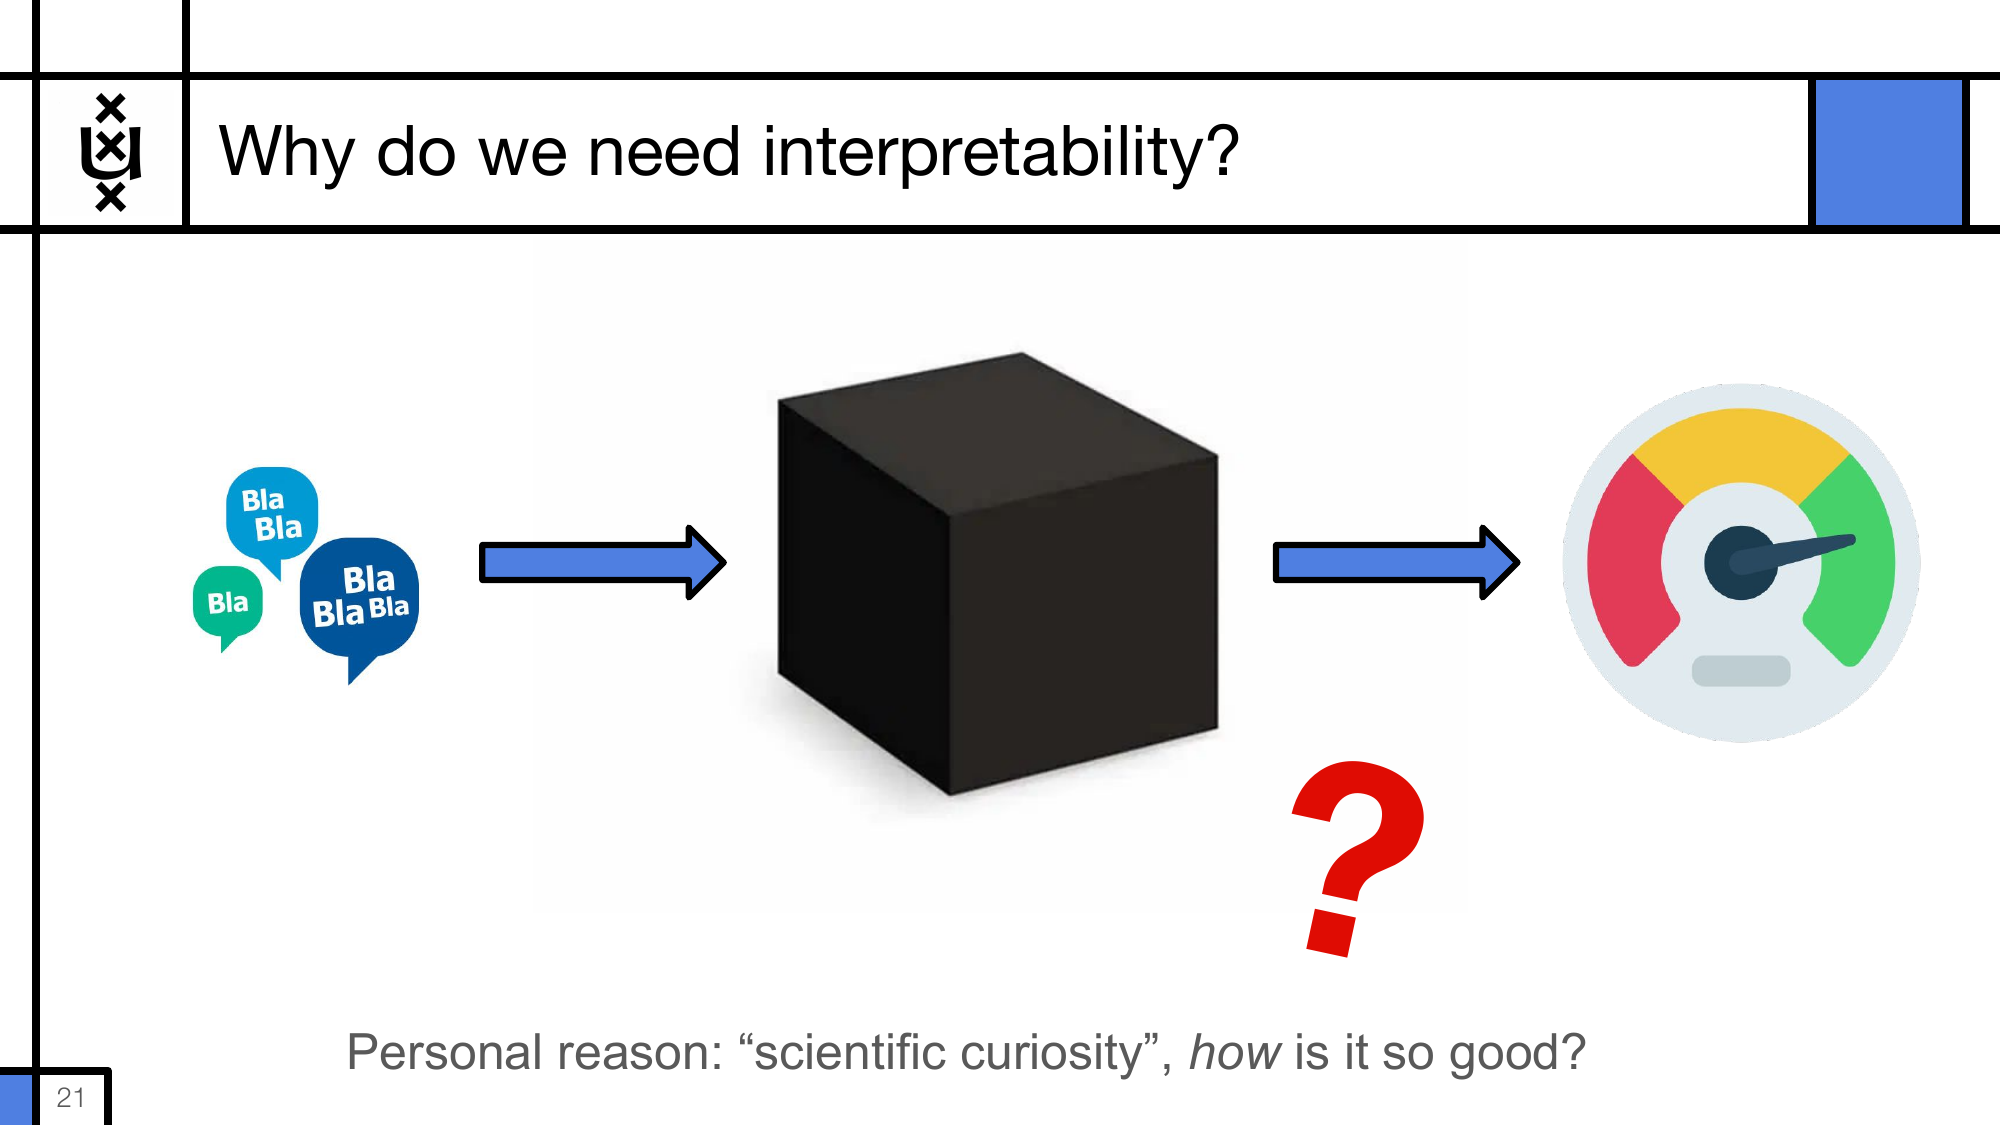 Why do we need interpretability?
Bla
Bla
Bla
Bla
Bla Bla
Personal reason: “scientific curiosity”, how is it so good?
21